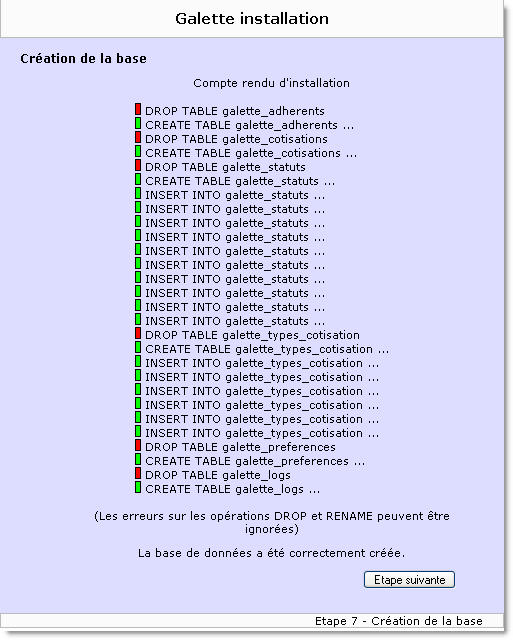 Galette installation
Création de la base
Compte rendu d'installation
DROP TABLE galette_adherents
CREATE TABLE galette_adherents ...
DROP TABLE galette_cotisations
CREATE TABLE galette_cotisations ...
DROP TABLE galette_statuts
CREATE TABLE galette_statuts ...
INSERT INTO galette_statuts ...
INSERT INTO galette_statuts ...
INSERT INTO galette_statuts ...
INSERT INTO galette_statuts ...
INSERT INTO galette_statuts ...
INSERT INTO galette_statuts ...
INSERT INTO galette_statuts ...
INSERT INTO galette_statuts ...
INSERT INTO galette_statuts ...
INSERT INTO galette_statuts ...
DROP TABLE galette_types_cotisation
CREATE TABLE galette_types_cotisation ...
INSERT INTO galette_types_cotisation ...
INSERT INTO galette_types_cotisation ...
INSERT INTO galette_types_cotisation ...
INSERT INTO galette_types_cotisation ...
INSERT INTO galette_types_cotisation ...
INSERT INTO galette_types_cotisation ...
DROP TABLE galette_preferences
CREATE TABLE galette_preferences ...
DROP TABLE galette_logs
CREATE TABLE galette_logs ...
(Les erreurs sur les opérations DROP et RENAME peuvent être
ignorées)
La base de données a été correctement créée.
Etape suivante
Etape 7 - Création de la base